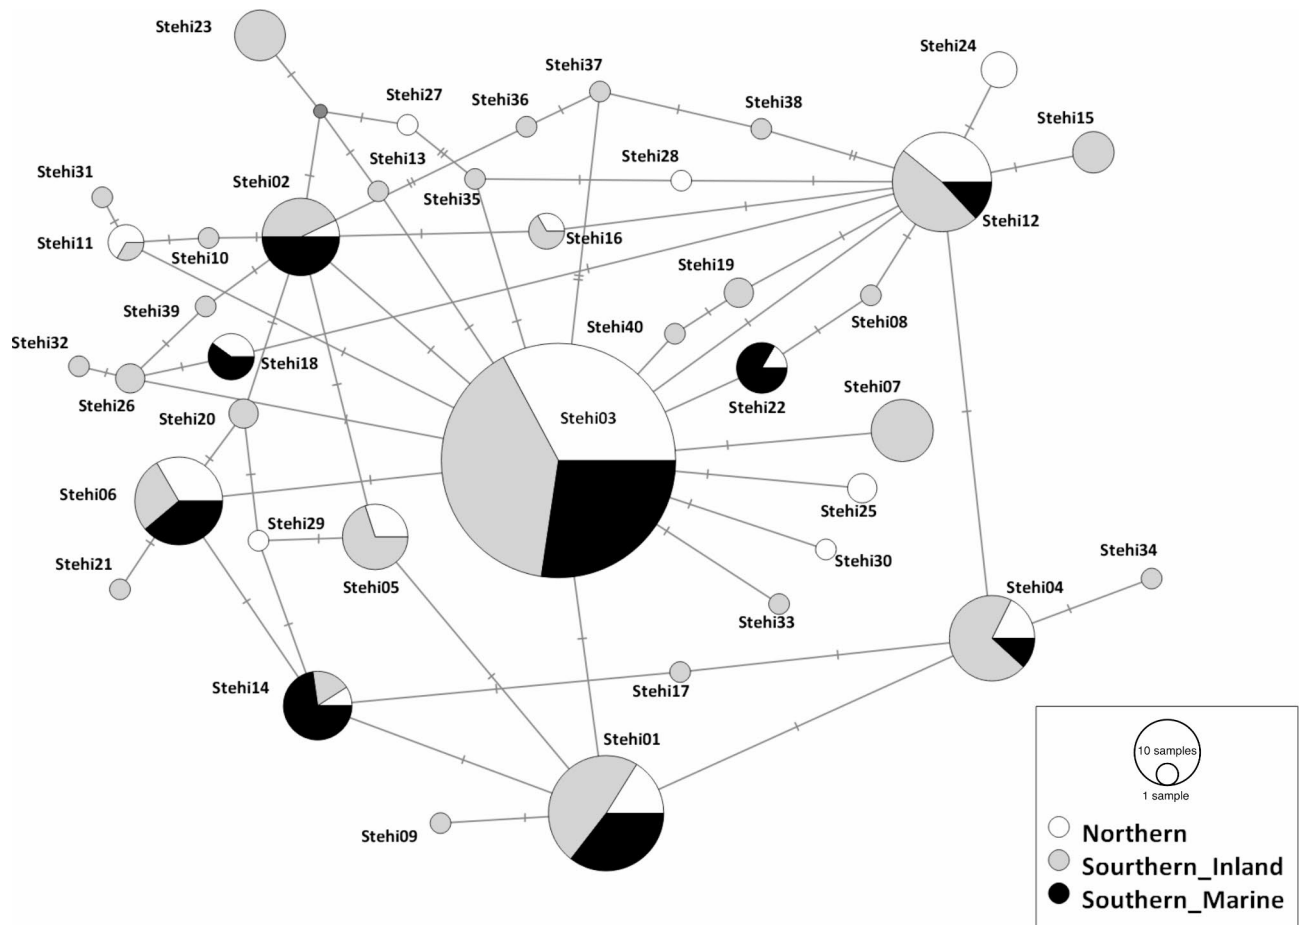 Stehi23
Stehi24
Stehi37
Stehi27
Stehi36
Stehi38
Stehi15
Stehi31
Stehi02
Stehi13
Stehi28
Stehi35
Stehi12
Stehi11
Stehi10
Stehi16
Stehi19
Stehi39
Stehi40
Stehi08
Stehi32
Stehi18
Stehi26
Stehi20
Stehi03
Stehi22
Stehi07
Stehi06
Stehi29
Stehi25
Stehi21
Stehi05
Stehi30
Stehi34
Stehi04
Stehi33
Stehi14
Stehi17
Stehi01
Stehi09
10 samples
1 sample
Northern
Sourthern_Inland
Southern_Marine